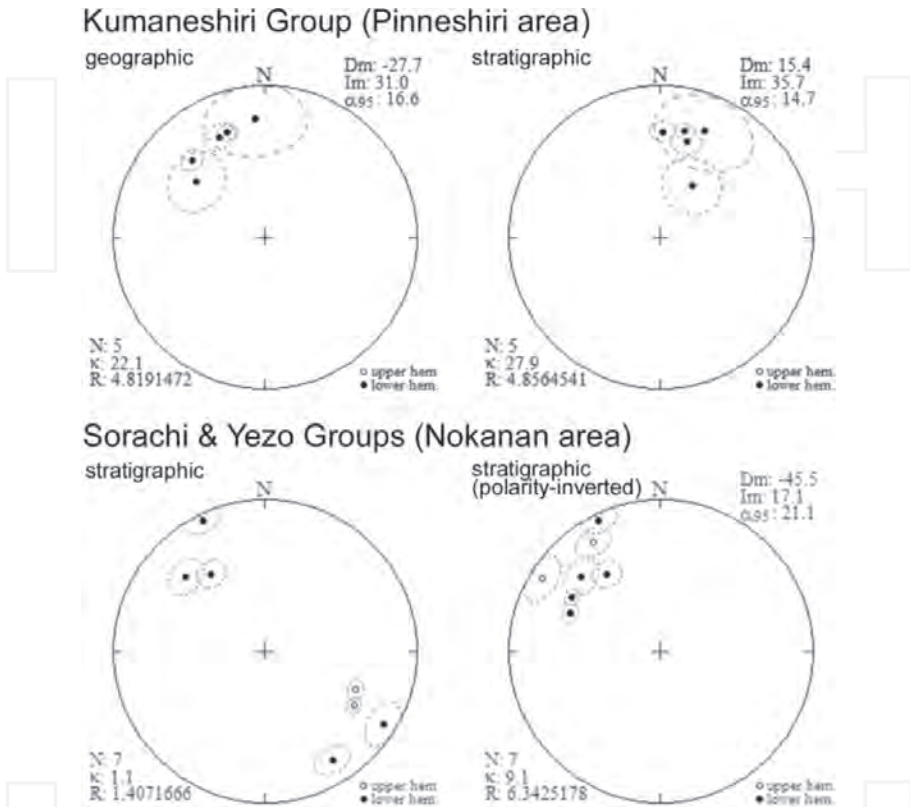 Kumaneshiri Group (Pinneshiri area)
geographic
N
Dm: -27.7
Im: 31.0
α95: 16.6
N: 5
κ: 22.1
R: 4.8191472
○ upper hem
● lower hem.
stratigraphic
N
Dm: 15.4
Im: 35.7
α95: 14.7
N: 5
κ: 27.9
R: 4.8564541
○ upper hem.
● lower hem.
Sorachi & Yezo Groups (Nokanan area)
stratigraphic
N
N: 7
κ: 1.1
R: 1.4071666
○ upper hem.
● lower hem.
stratigraphic
(polarity-inverted)
N
Dm: -45.5
Im: 17.1
α95: 21.1
N: 7
κ: 9.1
R: 6.3425178
○ upper hem.
● lower hem.